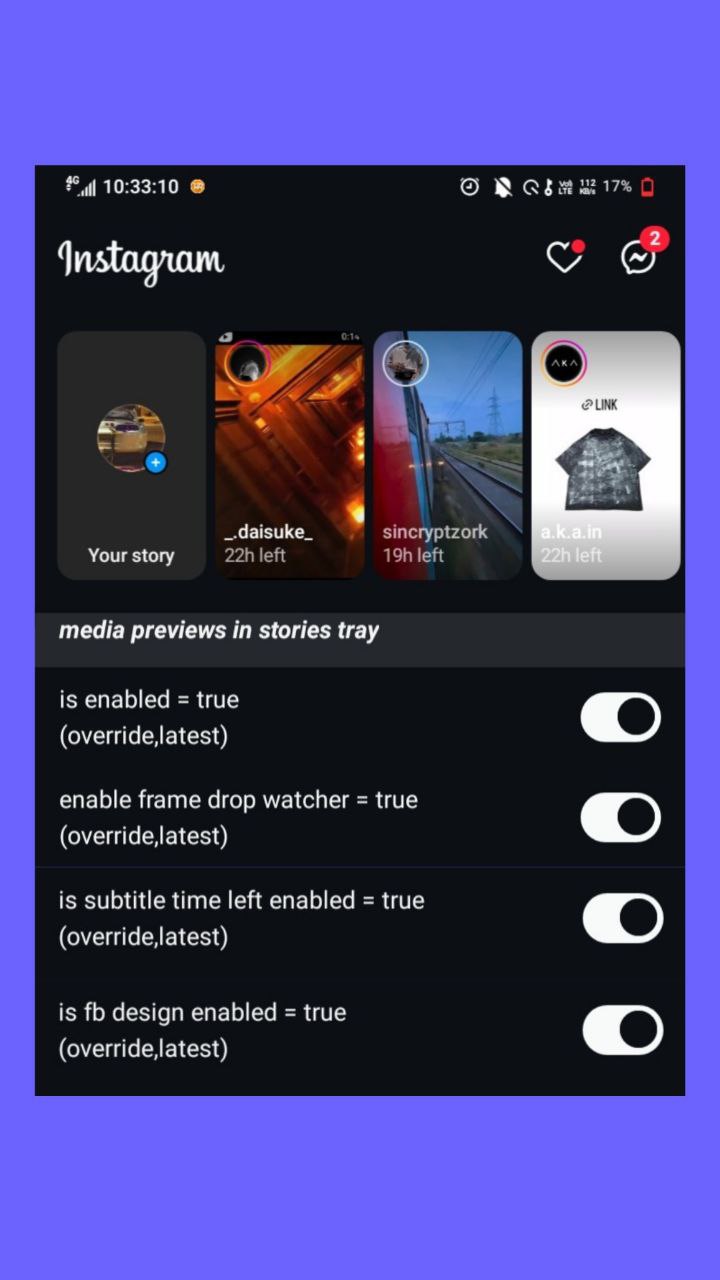 4G 10:33:10 Vo) LTE 112 KB/s 17%
Instagram
2
0:14
ΛKΛ
LINK
Your story
_.daisuke_
22h left
sincryptzork
19h left
a.k.a.in
22h left
media previews in stories tray
is enabled = true
(override,latest)
enable frame drop watcher = true
(override,latest)
is subtitle time left enabled = true
(override,latest)
is fb design enabled = true
(override,latest)